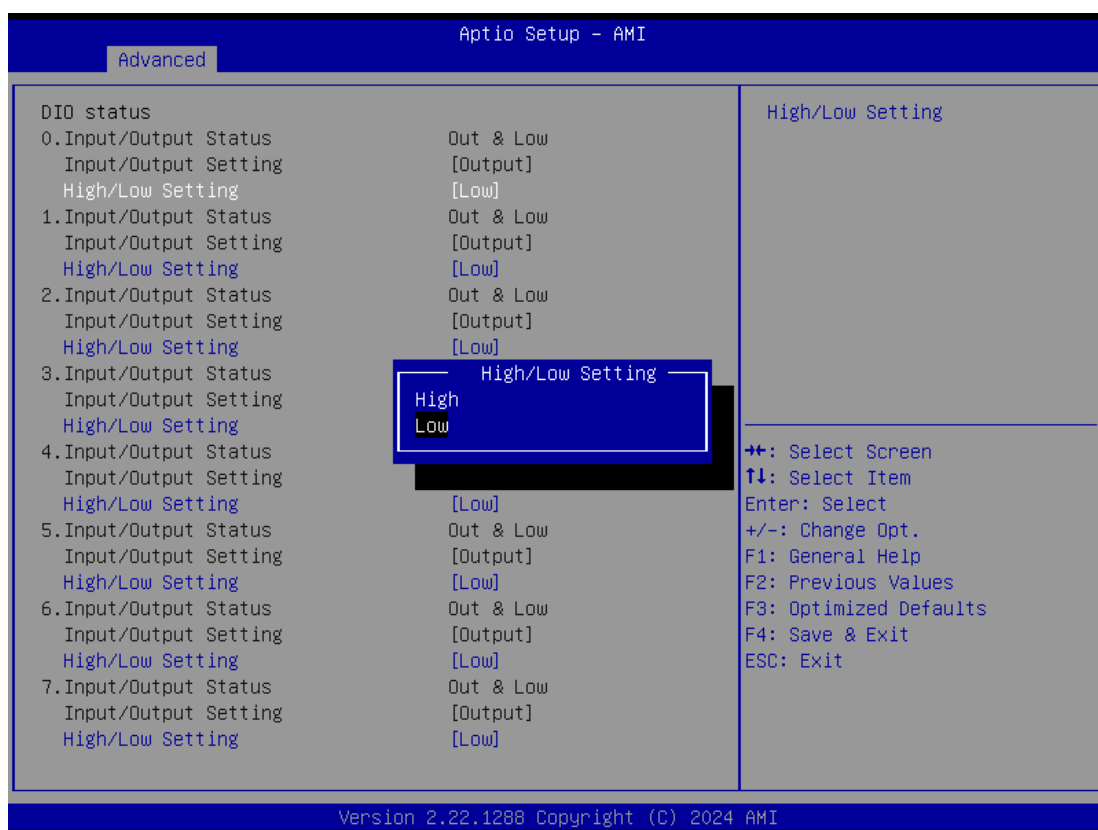 Aptio Setup - AMI
Advanced
DIO status
0.Input/Output Status Out & Low
Input/Output Setting [Output]
High/Low Setting [Low]
1.Input/Output Status Out & Low
Input/Output Setting [Output]
High/Low Setting [Low]
2.Input/Output Status Out & Low
Input/Output Setting [Output]
High/Low Setting [Low]
3.Input/Output Status
Input/Output Setting
High/Low Setting
4.Input/Output Status
Input/Output Setting
High/Low Setting [Low]
5.Input/Output Status Out & Low
Input/Output Setting [Output]
High/Low Setting [Low]
6.Input/Output Status Out & Low
Input/Output Setting [Output]
High/Low Setting [Low]
7.Input/Output Status Out & Low
Input/Output Setting [Output]
High/Low Setting [Low]
High/Low Setting
High
Low
High/Low Setting
→←: Select Screen
↑↓: Select Item
Enter: Select
+/-: Change Opt.
F1: General Help
F2: Previous Values
F3: Optimized Defaults
F4: Save & Exit
ESC: Exit
Version 2.22.1288 Copyright (C) 2024 AMI